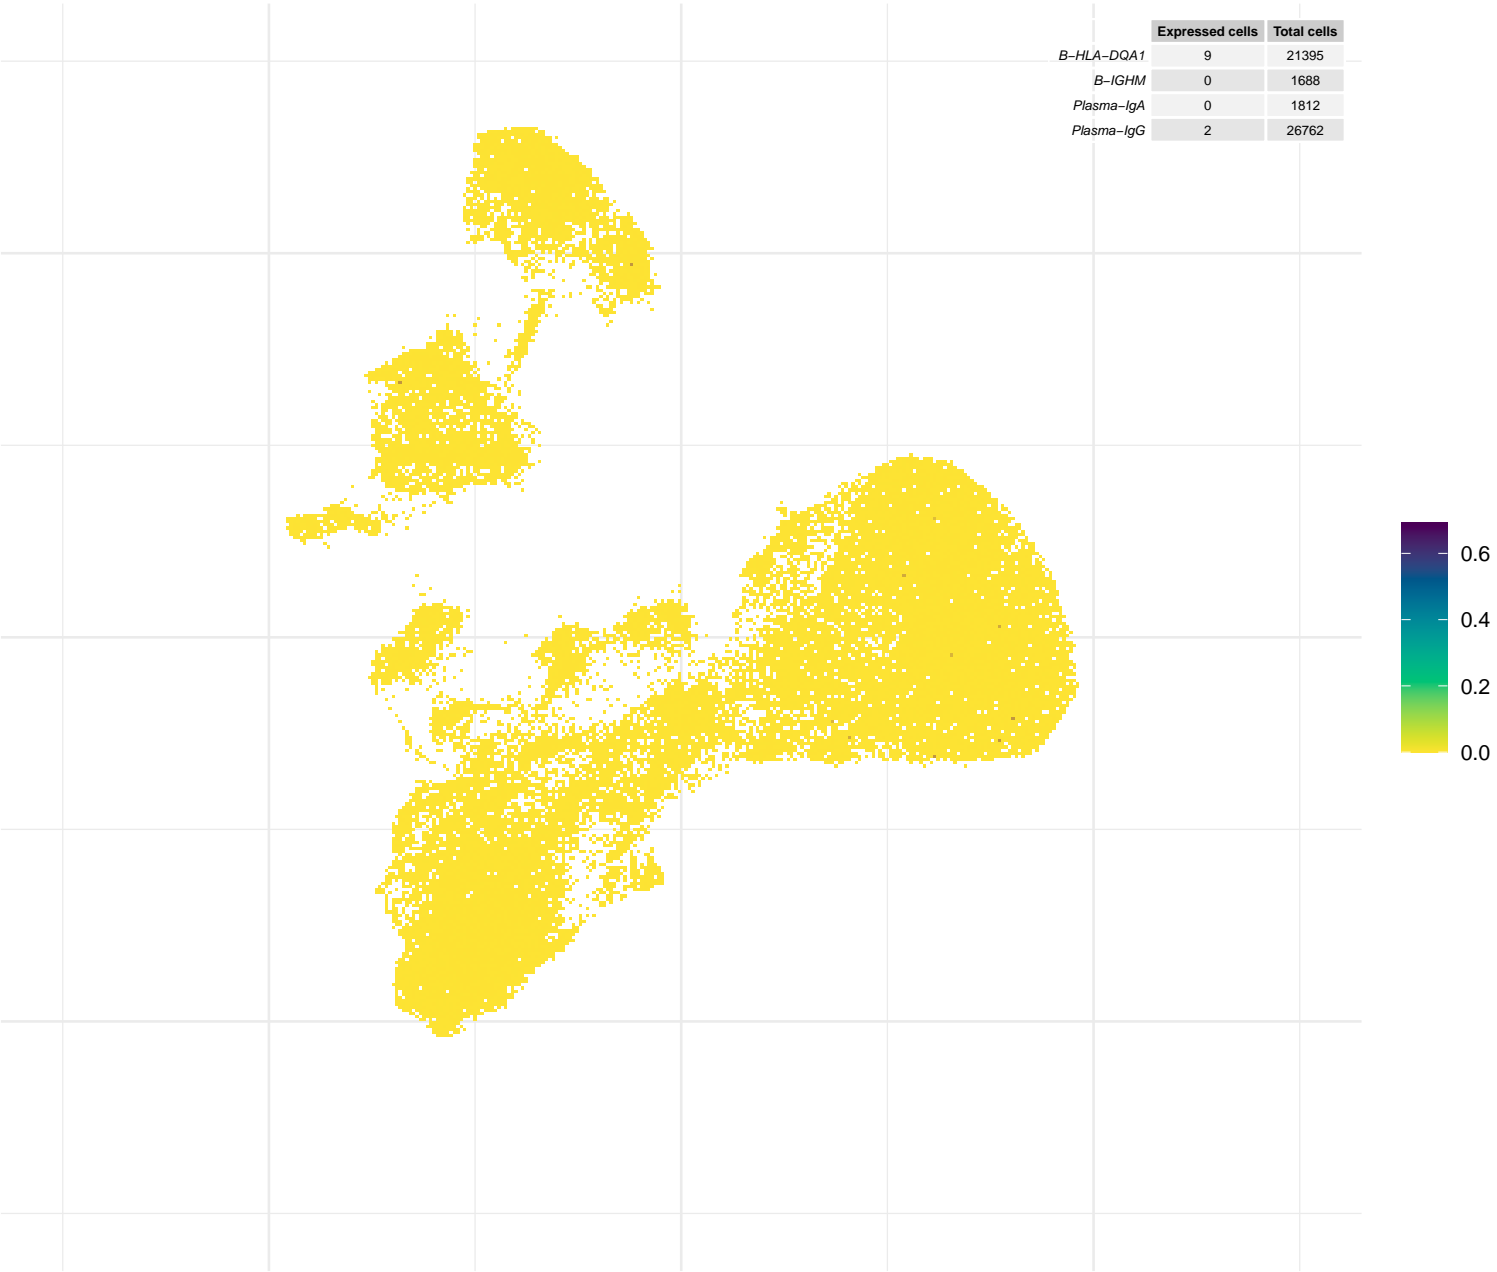 Expressed cells Total cells
B−HLA−DQA1 9 21395
B−IGHM 0 1688
Plasma−IgA 0 1812
Plasma−IgG 2 26762
0.6
0.4
0.2
0.0